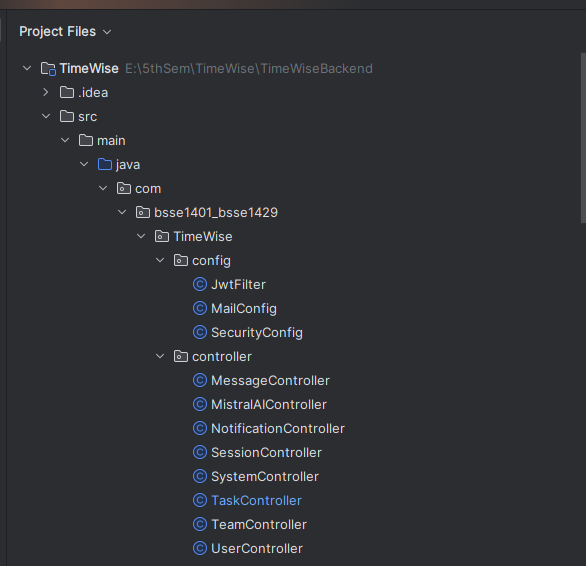 Project Files
TimeWise E:\5thSem\TimeWise\TimeWiseBackend
.idea
src
main
java
com
bsse1401_bsse1429
TimeWise
config
C JwtFilter
C MailConfig
C SecurityConfig
controller
C MessageController
C MistralAIController
C NotificationController
C SessionController
C SystemController
C TaskController
C TeamController
C UserController